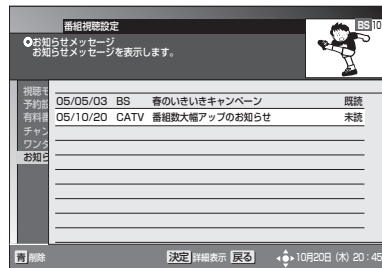 番組視聴設定
BS 10
お知らせメッセージ
お知らせメッセージを表示します。
視聴モ
予約設
有料番
チャン
ワンタ
お知ら
05/05/03 BS 春のいきいきキャンペーン 既読
05/10/20 CATV 番組数大幅アップのお知らせ 未読
青 削除 決定 詳細表示 戻る 10月20日 (木) 20:45